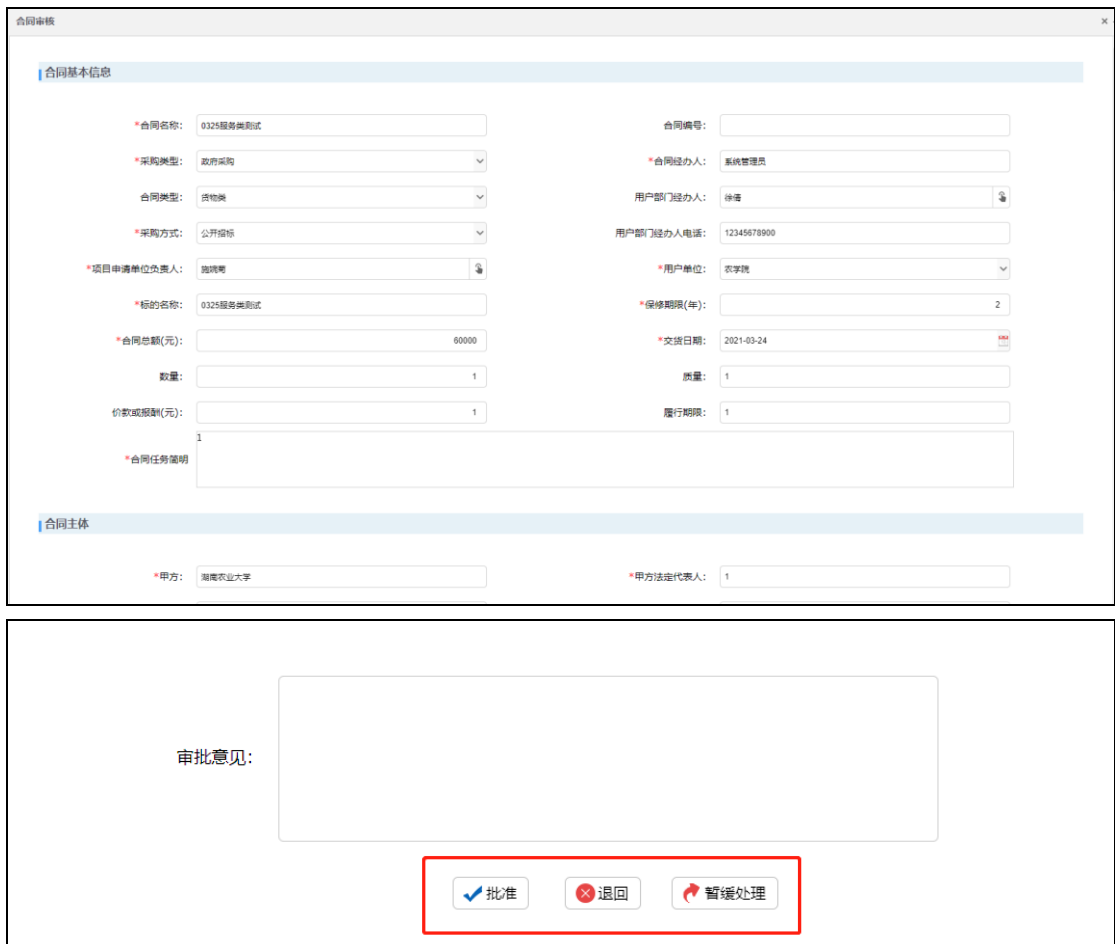 合同审核
合同基本信息
*合同名称： 0325服务类测试 合同编号：
*采购类型： 政府采购 *合同经办人： 系统管理员
合同类型： 货物类 用户部门经办人： 徐倩
*采购方式： 公开招标 用户部门经办人电话： 12345678900
*项目申请单位负责人： 施婉菊 *用户单位： 农学院
*标的名称： 0325服务类测试 *保修期限(年)： 2
*合同总额(元)： 60000 *交货日期： 2021-03-24
数量： 1 质量： 1
价款或报酬(元)： 1 履行期限： 1
*合同任务简明 1
合同主体
*甲方： 湖南农业大学 *甲方法定代表人： 1
审批意见：
批准 退回 暂缓处理